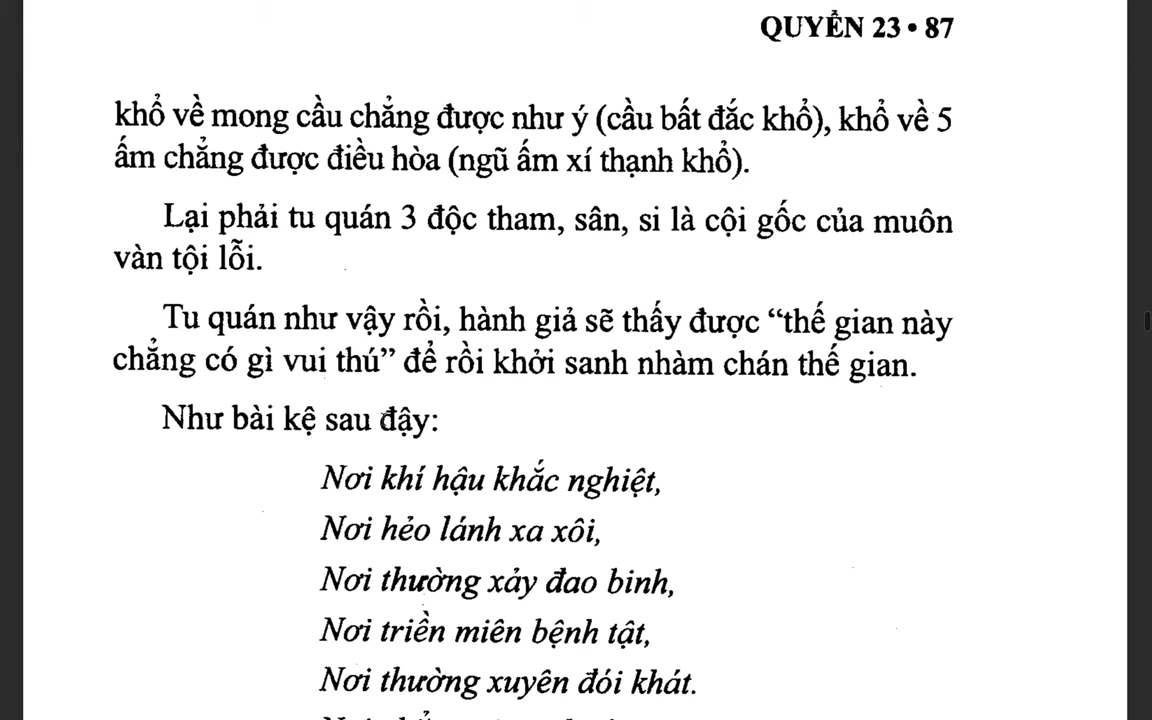 QUYỂN 23 • 87
khổ về mong cầu chẳng được như ý (cầu bất đắc khổ), khổ về 5
ấm chẳng được điều hòa (ngũ ấm xí thạnh khổ).
Lại phải tu quán 3 độc tham, sân, si là cội gốc của muôn
vàn tội lỗi.
Tu quán như vậy rồi, hành giả sẽ thấy được “thế gian này
chẳng có gì vui thú” để rồi khởi sanh nhàm chán thế gian.
Như bài kệ sau đậy:
Nơi khí hậu khắc nghiệt,
Nơi hẻo lánh xa xôi,
Nơi thường xảy đao binh,
Nơi triền miên bệnh tật,
Nơi thường xuyên đói khát.